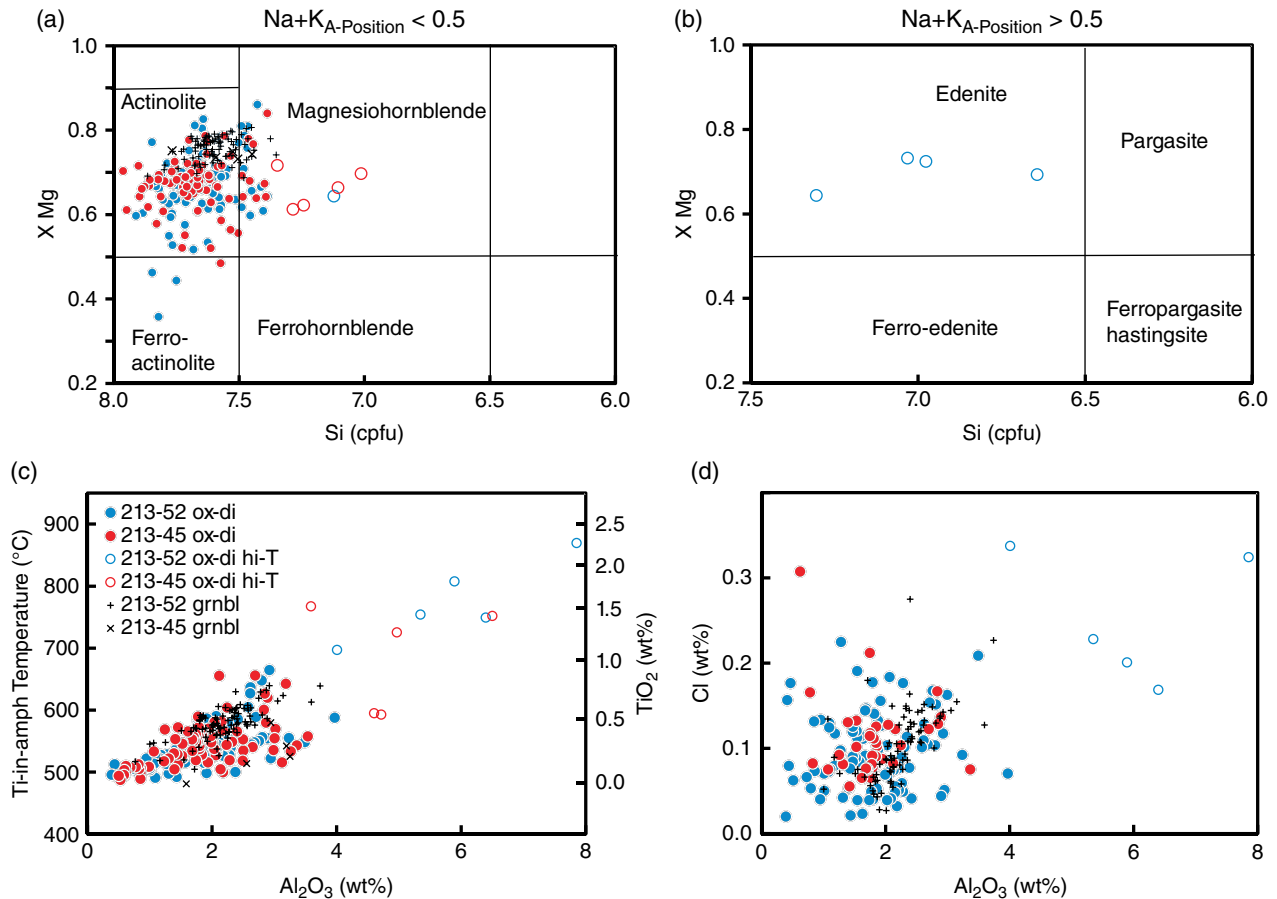 (a)
Na+K_A-Position < 0.5
1.0
0.8
0.6
0.4
0.2
X Mg
Actinolite
Magnesiohornblende
Ferro-
actinolite
Ferrohornblende
8.0 7.5 7.0 6.5 6.0
Si (cpfu)
(b)
Na+K_A-Position > 0.5
1.0
0.8
0.6
0.4
0.2
X Mg
Edenite
Pargasite
Ferro-edenite
Ferropargasite
hastingsite
7.5 7.0 6.5 6.0
Si (cpfu)
(c)
900
800
700
600
500
400
Ti-in-amph Temperature (°C)
213-52 ox-di
213-45 ox-di
213-52 ox-di hi-T
213-45 ox-di hi-T
213-52 grnbl
213-45 grnbl
2.5
2.0
1.5
1.0
0.5
0.0
TiO₂ (wt%)
0 2 4 6 8
Al₂O₃ (wt%)
(d)
0.3
0.2
0.1
0.0
Cl (wt%)
0 2 4 6 8
Al₂O₃ (wt%)